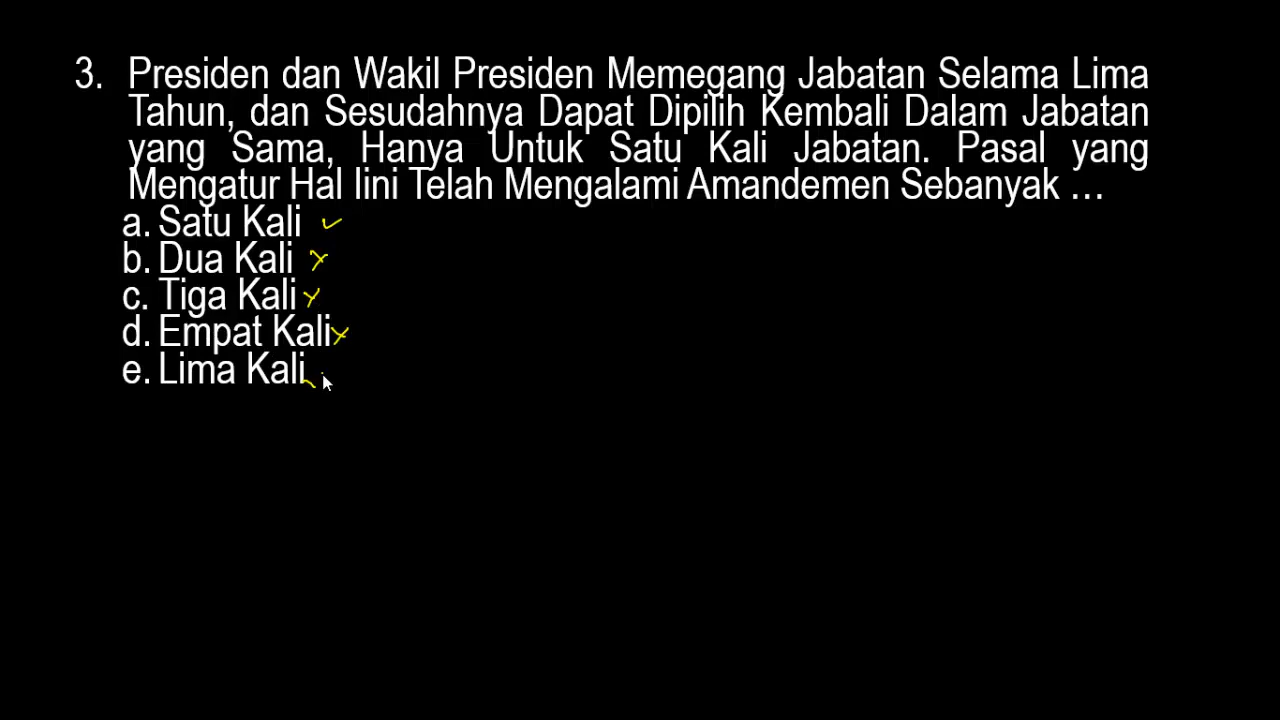 3. Presiden dan Wakil Presiden Memegang Jabatan Selama Lima
Tahun, dan Sesudahnya Dapat Dipilih Kembali Dalam Jabatan
yang Sama, Hanya Untuk Satu Kali Jabatan. Pasal yang
Mengatur Hal Iini Telah Mengalami Amandemen Sebanyak ...
a. Satu Kali
b. Dua Kali
c. Tiga Kali
d. Empat Kali
e. Lima Kali